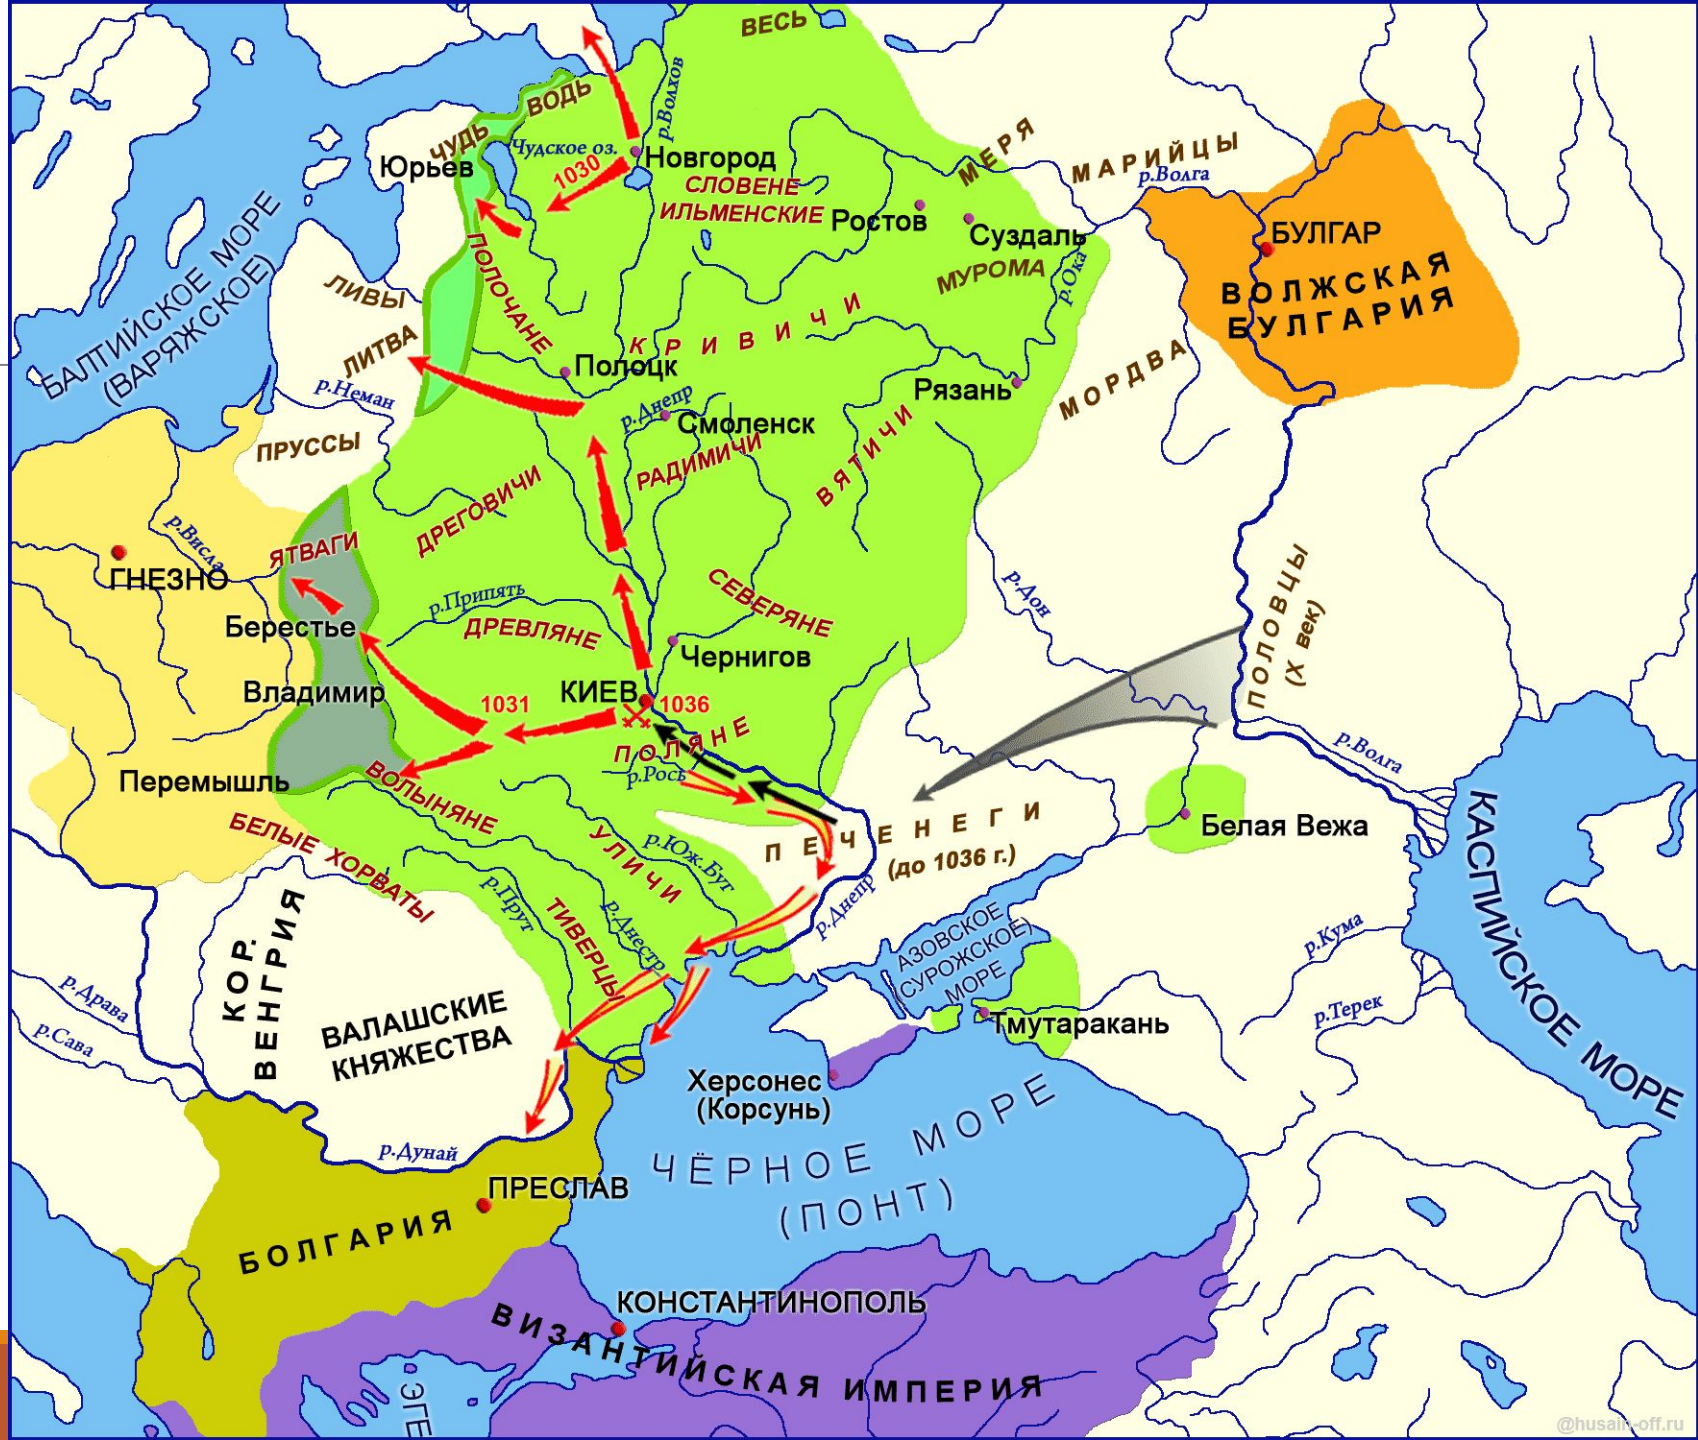 ВЕСЬ
ВОДЬ
ЧУДЬ
р.Волхов
Чудское оз.
Юрьев
1030
Новгород
СЛОВЕНЕ
ИЛЬМЕНСКИЕ
МЕРЯ
МАРИЙЦЫ
р.Волга
Ростов
Суздаль
МУРОМА
р.Ока
БУЛГАР
ВОЛЖСКАЯ
БУЛГАРИЯ
БАЛТИЙСКОЕ МОРЕ
(ВАРЯЖСКОЕ)
ЛИВЫ
ЛИТВА
ПОЛОЧАНЕ
КРИВИЧИ
Полоцк
р.Неман
р.Днепр
Смоленск
Рязань
МОРДВА
ПРУССЫ
РАДИМИЧИ
ВЯТИЧИ
ДРЕГОВИЧИ
р.Висла
ЯТВАГИ
ГНЕЗНО
р.Припять
СЕВЕРЯНЕ
р.Дон
ПОЛОВЦЫ
(X век)
Берестье
ДРЕВЛЯНЕ
Чернигов
Владимир
1031
КИЕВ
1036
ПОЛЯНЕ
р.Рось
р.Волга
Перемышль
ВОЛЫНЯНЕ
БЕЛЫЕ ХОРВАТЫ
УЛИЧИ
р.Юж.Буг
ПЕЧЕНЕГИ
(до 1036 г.)
Белая Вежа
КАСПИЙСКОЕ МОРЕ
р.Прут
ТИВЕРЦЫ
р.Днестр
р.Днепр
АЗОВСКОЕ
(СУРОЖСКОЕ)
МОРЕ
р.Кума
р.Терек
КОР.
ВЕНГРИЯ
р.Драва
р.Сава
ВАЛАШСКИЕ
КНЯЖЕСТВА
Тмутаракань
Херсонес
(Корсунь)
р.Дунай
ЧЁРНОЕ МОРЕ
(ПОНТ)
ПРЕСЛАВ
БОЛГАРИЯ
КОНСТАНТИНОПОЛЬ
ВИЗАНТИЙСКАЯ ИМПЕРИЯ
ЭГЕ
@husain-off.ru